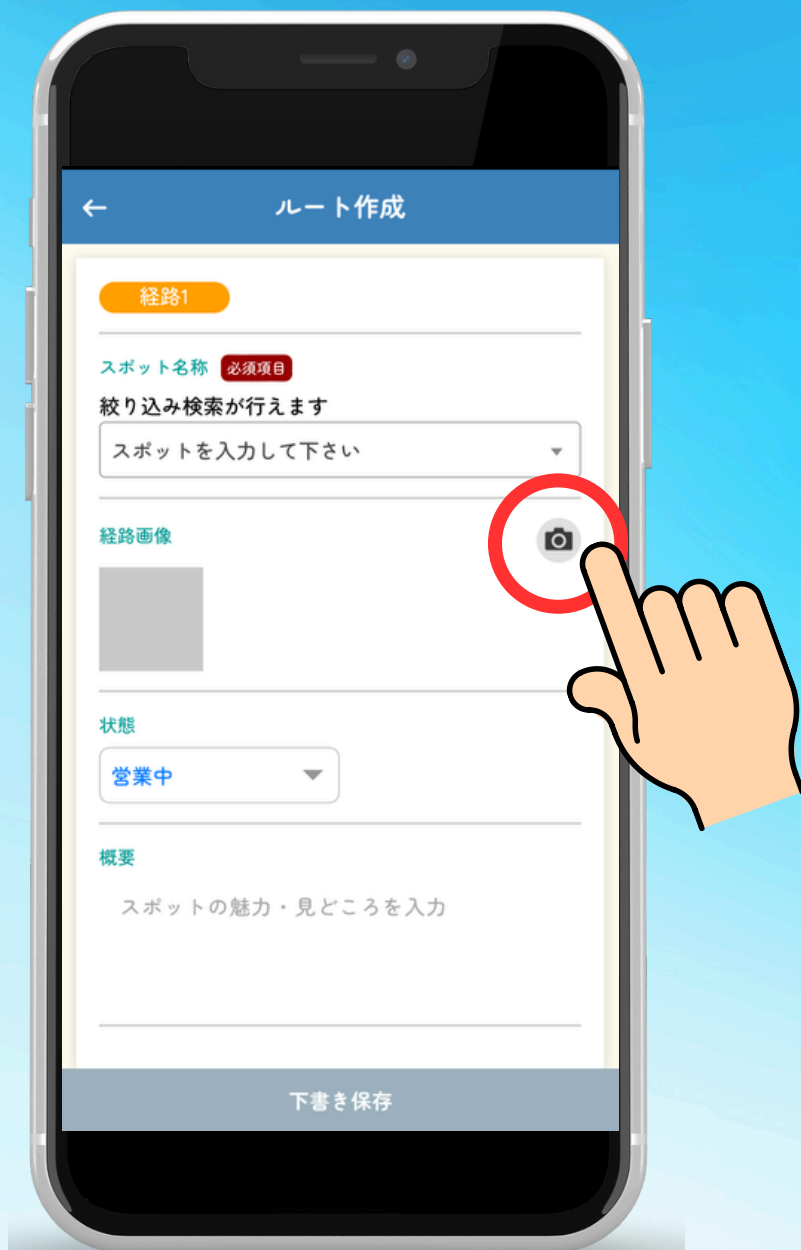 ルート作成
経路1
スポット名称 必須項目
絞り込み検索が行えます
スポットを入力して下さい
経路画像
状態
営業中
概要
スポットの魅力・見どころを入力
下書き保存